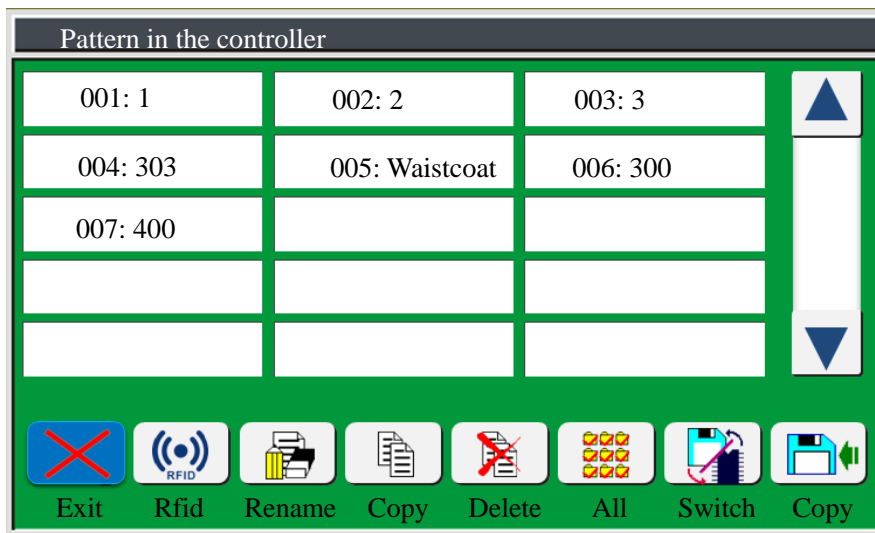 Pattern in the controller
001: 1 002: 2 003: 3
004: 303 005: Waistcoat 006: 300
007: 400
RFID
Exit Rfid Rename Copy Delete All Switch Copy